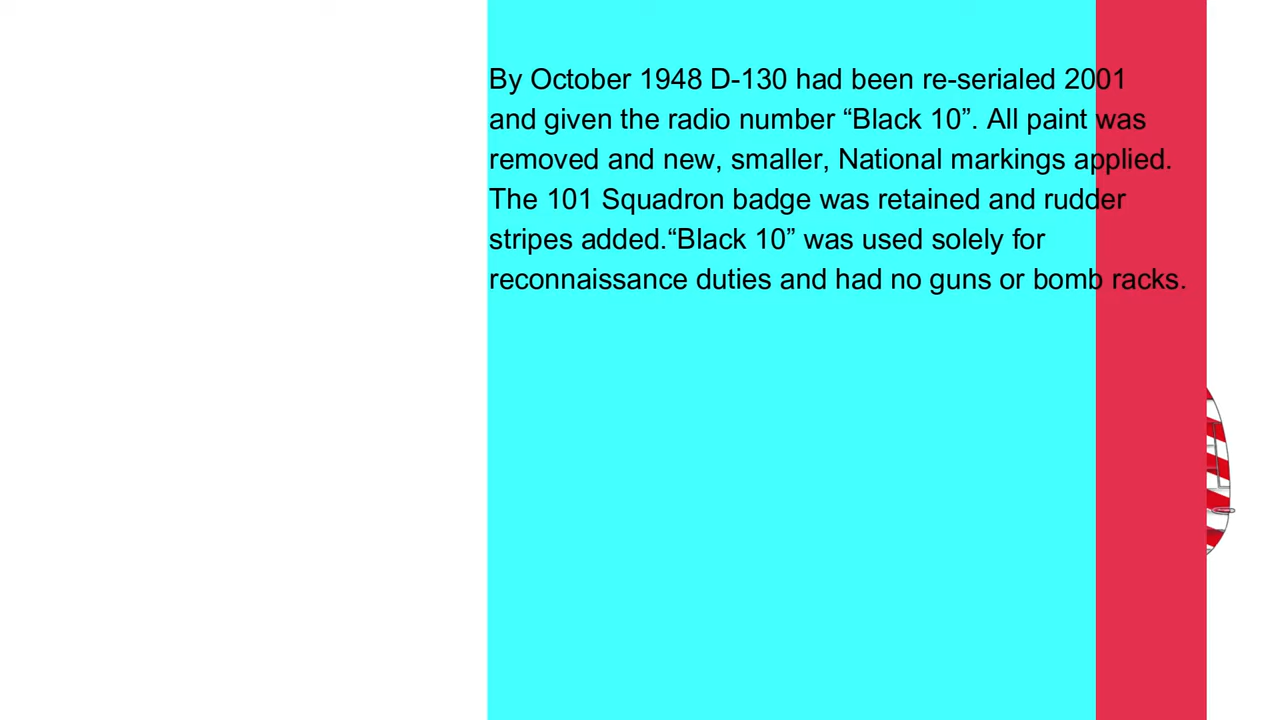 By October 1948 D-130 had been re-serialed 2001
and given the radio number “Black 10”. All paint was
removed and new, smaller, National markings applied.
The 101 Squadron badge was retained and rudder
stripes added.“Black 10” was used solely for
reconnaissance duties and had no guns or bomb racks.